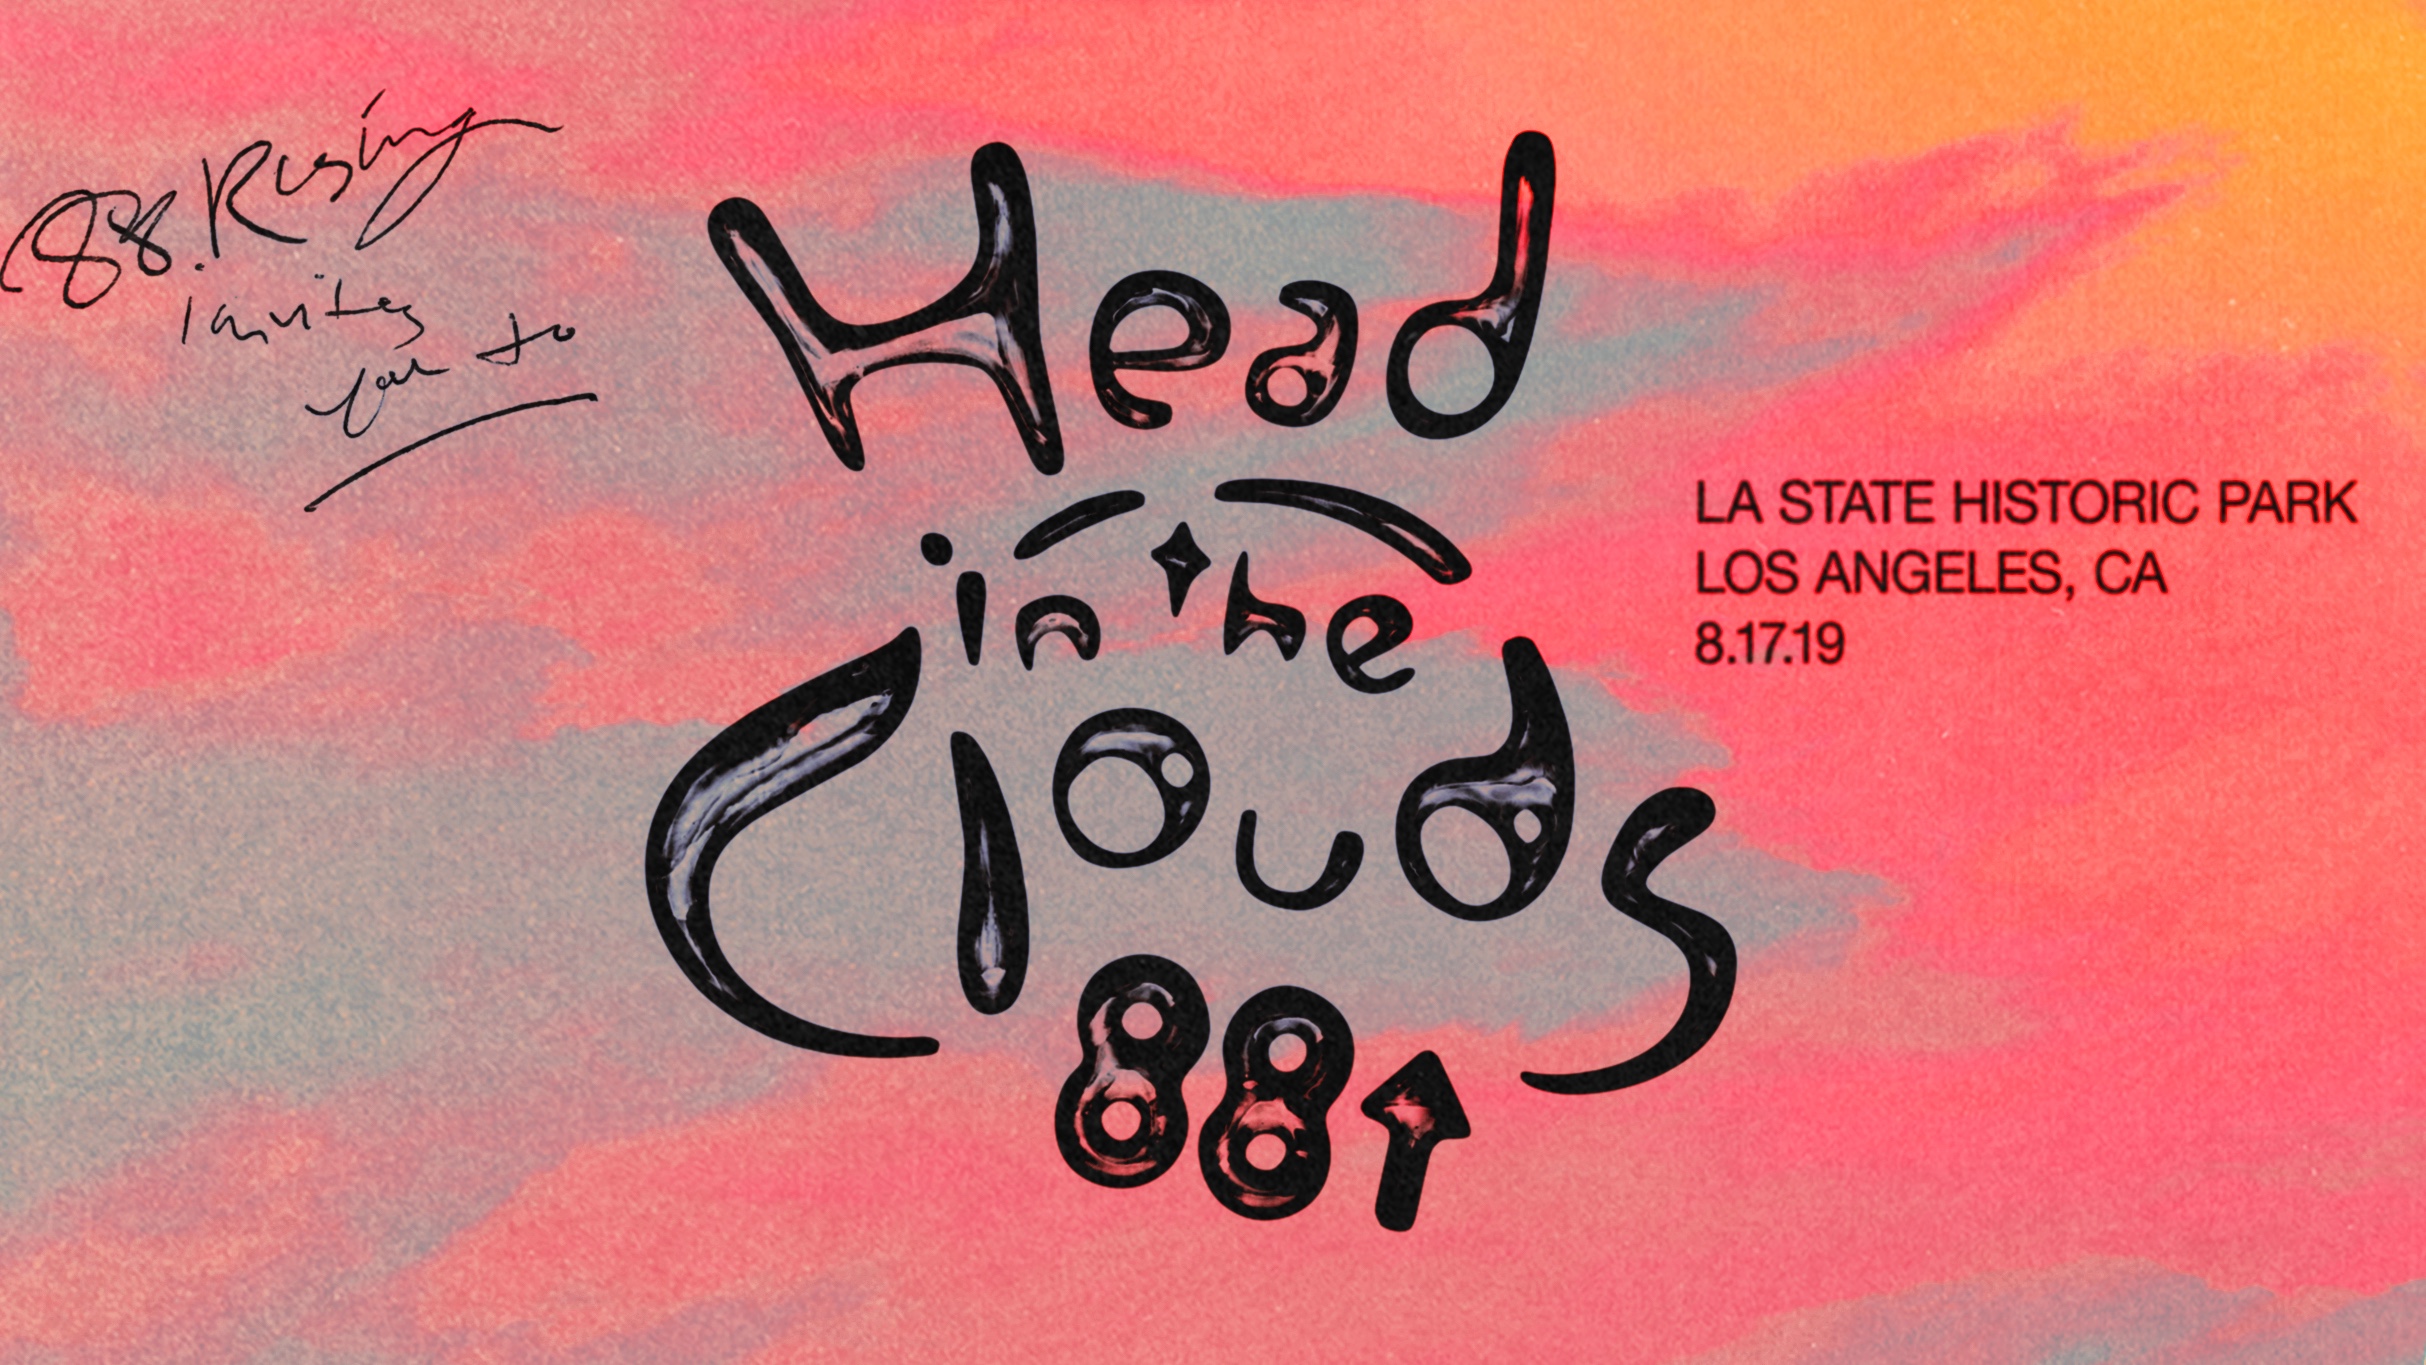 88.Rising
invites
you to
Head
in the
Clouds
88↑
LA STATE HISTORIC PARK
LOS ANGELES, CA
8.17.19